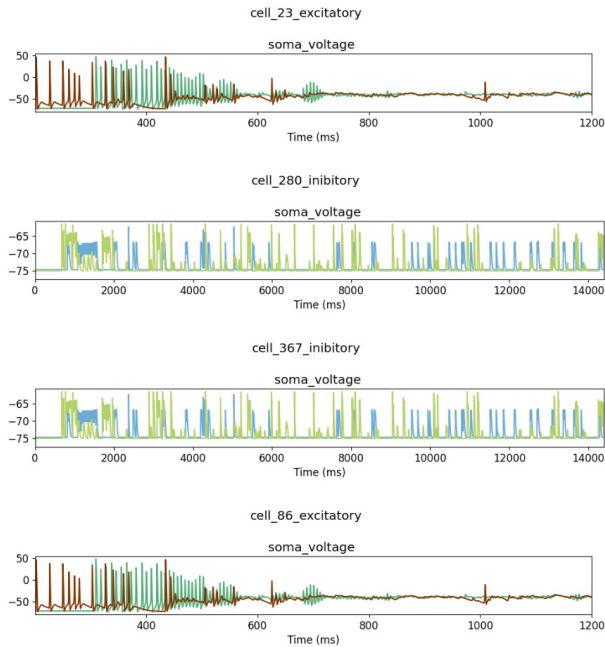 cell_23_excitatory
soma_voltage
50
0
−50
400 600 800 1000 1200
Time (ms)
cell_280_inibitory
soma_voltage
−65
−70
−75
0 2000 4000 6000 8000 10000 12000 14000
Time (ms)
cell_367_inibitory
soma_voltage
−65
−70
−75
0 2000 4000 6000 8000 10000 12000 14000
Time (ms)
cell_86_excitatory
soma_voltage
50
0
−50
400 600 800 1000 1200
Time (ms)